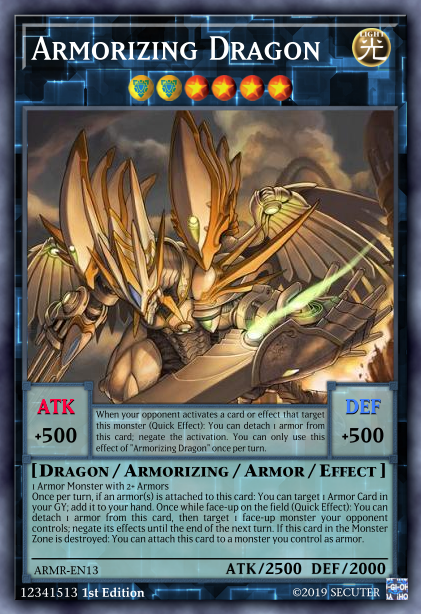 ARMORIZING DRAGON
LIGHT
光
ATK
+500
When your opponent activates a card or effect that target
this monster (Quick Effect): You can detach 1 armor from
this card; negate the activation. You can only use this
effect of "Armorizing Dragon" once per turn.
DEF
+500
[ DRAGON / ARMORIZING / ARMOR / EFFECT ]
1 Armor Monster with 2+ Armors
Once per turn, if an armor(s) is attached to this card: You can target 1 Armor Card in
your GY; add it to your hand. Once while face-up on the field (Quick Effect): You can
detach 1 armor from this card, then target 1 face-up monster your opponent
controls; negate its effects until the end of the next turn. If this card in the Monster
Zone is destroyed: You can attach this card to a monster you control as armor.
ARMR-EN13
ATK/2500 DEF/2000
12341513 1st Edition
©2019 SECUTER